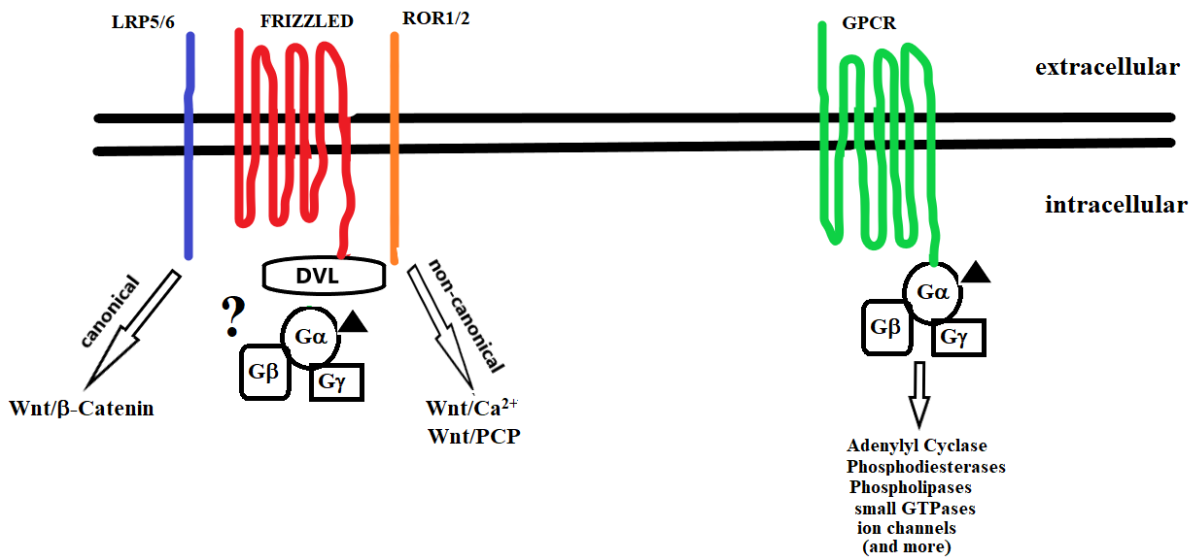 LRP5/6
FRIZZLED
ROR1/2
GPCR
extracellular
intracellular
DVL
canonical
?
Gα
Gβ
Gγ
non-canonical
Gα
Gβ
Gγ
Wnt/β-Catenin
Wnt/Ca²⁺
Wnt/PCP
Adenylyl Cyclase
Phosphodiesterases
Phospholipases
small GTPases
ion channels
(and more)